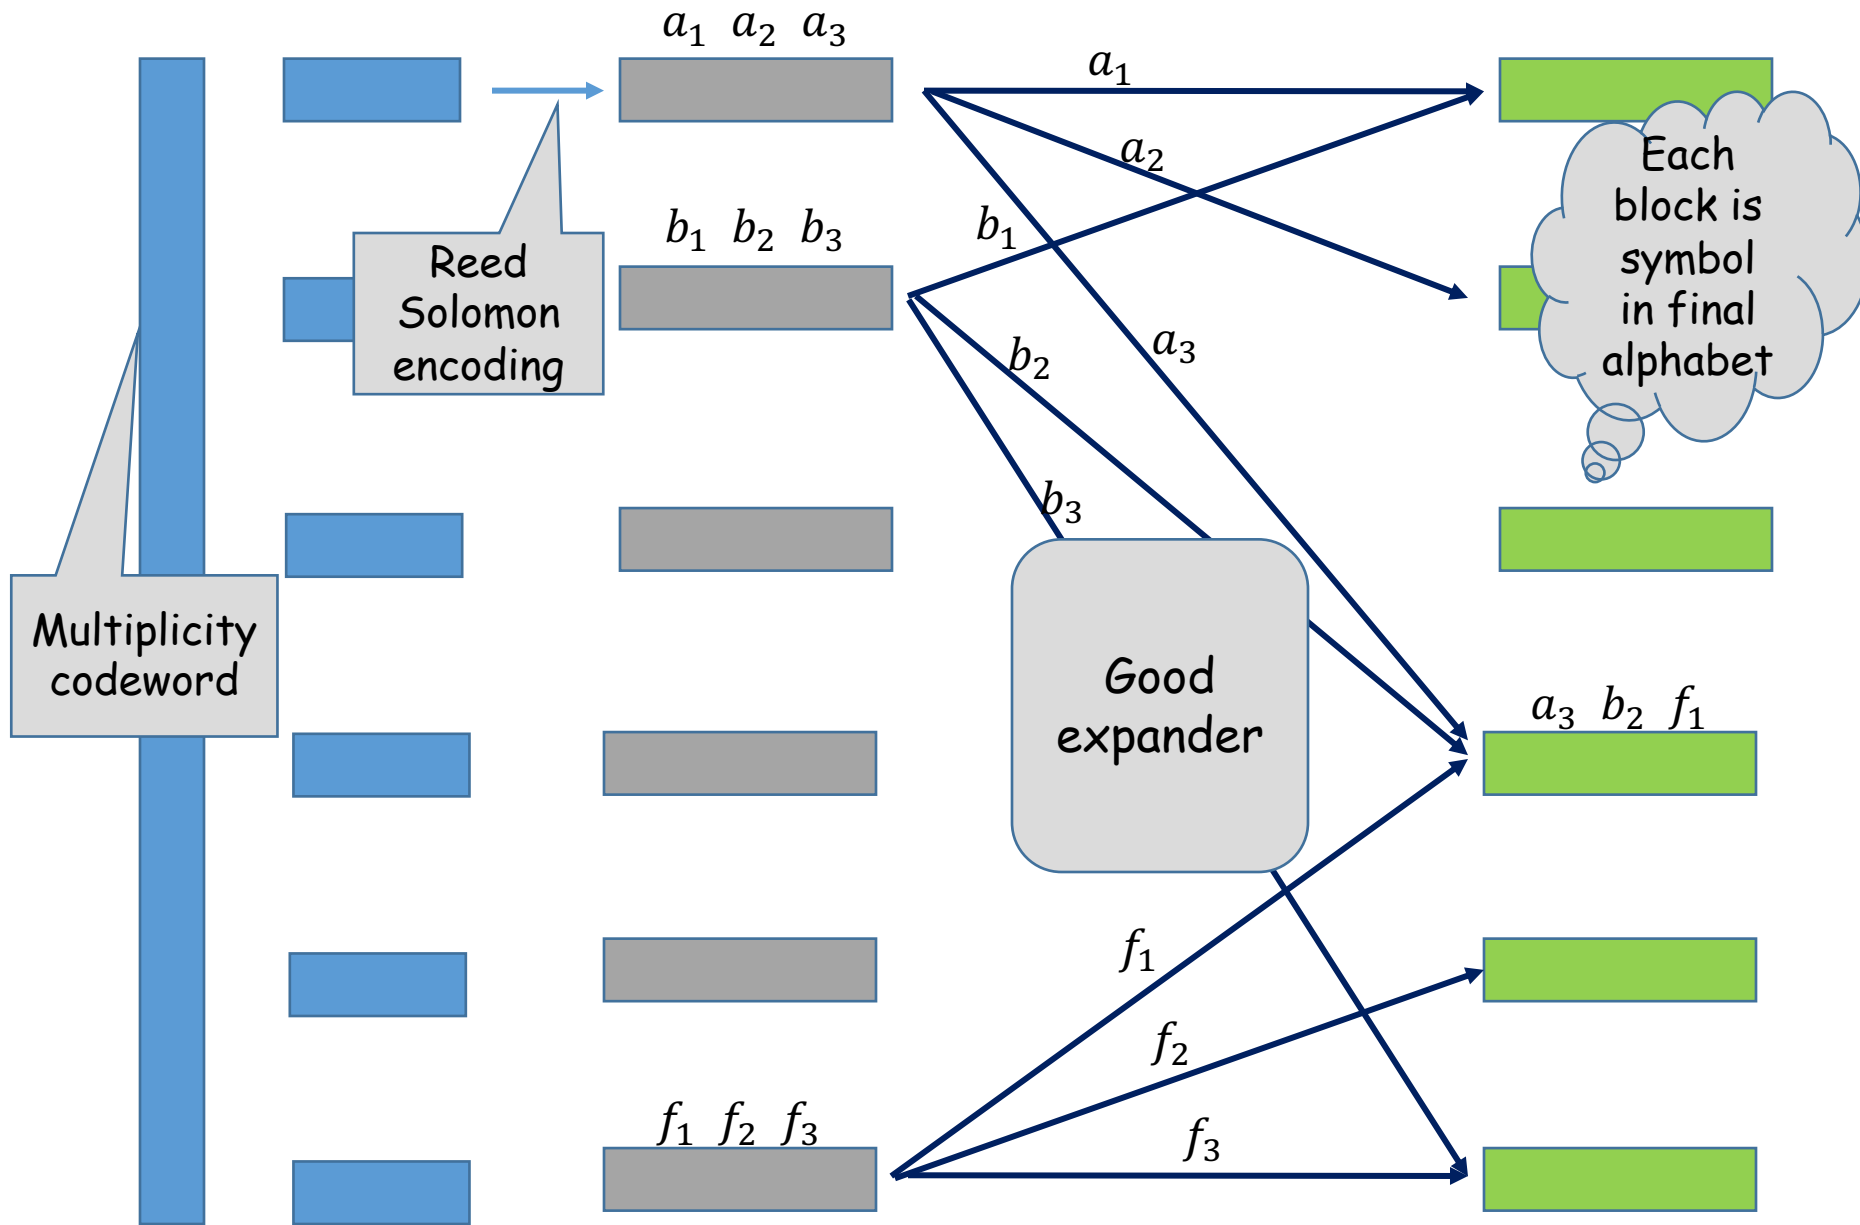 a₁ a₂ a₃
a₁
a₂
Each
block is
symbol
in final
alphabet
b₁ b₂ b₃
b₁
Reed
Solomon
encoding
a₃
b₂
b₃
Multiplicity
codeword
Good
expander
a₃ b₂ f₁
f₁
f₂
f₁ f₂ f₃
f₃